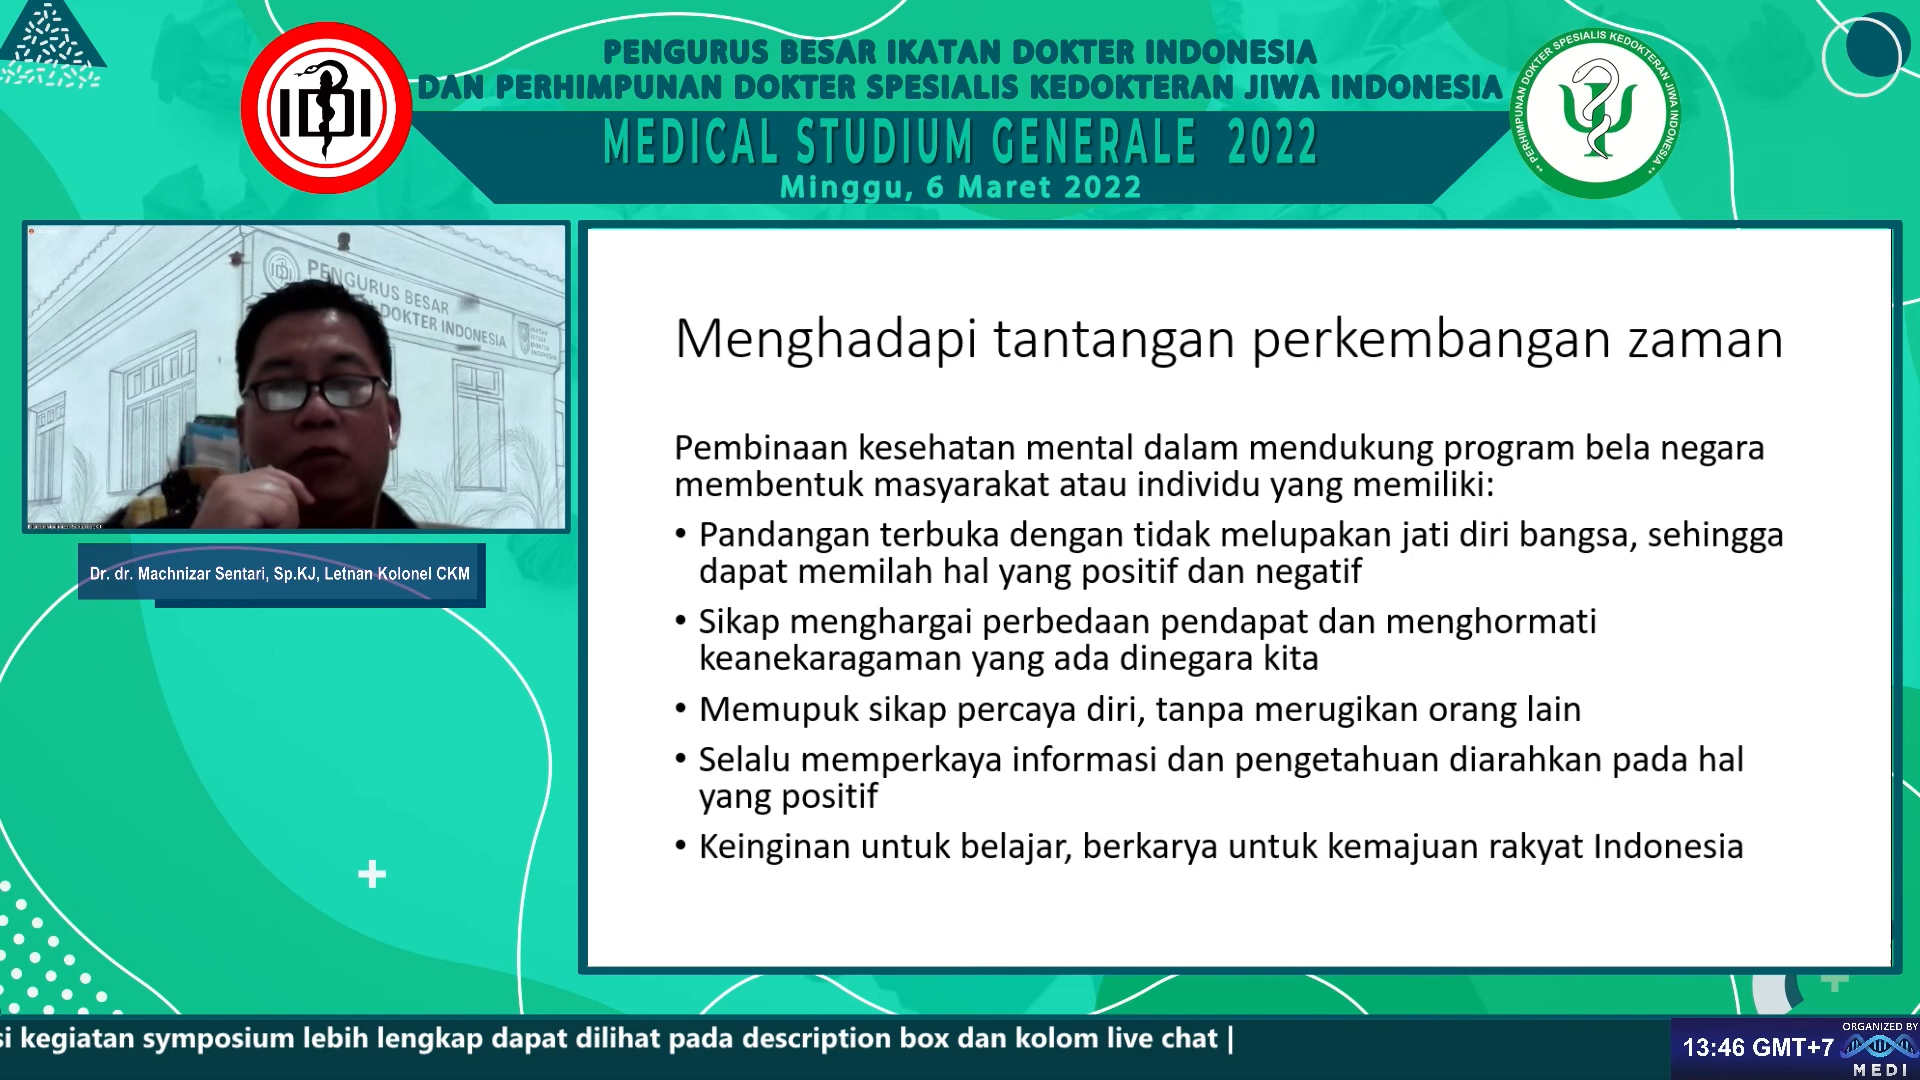 PENGURUS BESAR IKATAN DOKTER INDONESIA
DAN PERHIMPUNAN DOKTER SPESIALIS KEDOKTERAN JIWA INDONESIA
MEDICAL STUDIUM GENERALE 2022
Minggu, 6 Maret 2022
IDI
PERHIMPUNAN DOKTER SPESIALIS KEDOKTERAN JIWA INDONESIA
PENGURUS BESAR
DOKTER INDONESIA
Dr. dr. Machnizar Sentari, Sp.KJ, Letnan Kolonel CKM
Menghadapi tantangan perkembangan zaman
Pembinaan kesehatan mental dalam mendukung program bela negara
membentuk masyarakat atau individu yang memiliki:
• Pandangan terbuka dengan tidak melupakan jati diri bangsa, sehingga
dapat memilah hal yang positif dan negatif
• Sikap menghargai perbedaan pendapat dan menghormati
keanekaragaman yang ada dinegara kita
• Memupuk sikap percaya diri, tanpa merugikan orang lain
• Selalu memperkaya informasi dan pengetahuan diarahkan pada hal
yang positif
• Keinginan untuk belajar, berkarya untuk kemajuan rakyat Indonesia
si kegiatan symposium lebih lengkap dapat dilihat pada description box dan kolom live chat |
13:46 GMT+7
ORGANIZED BY
MEDI